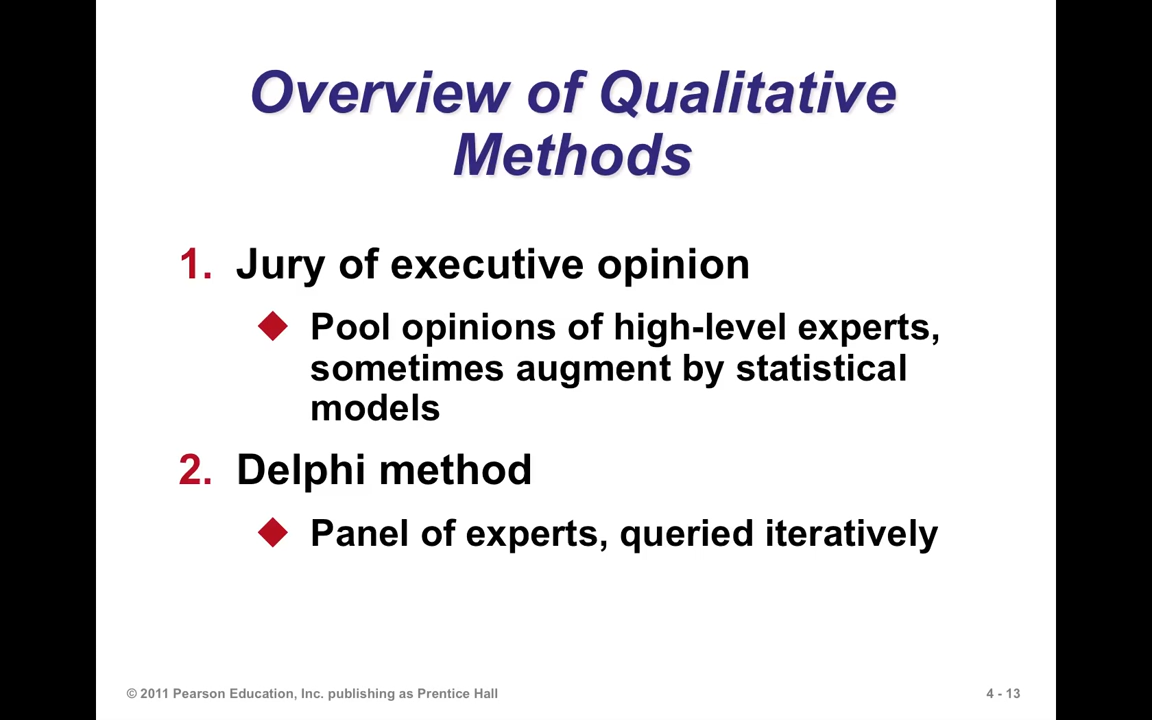 Overview of Qualitative
Methods
1. Jury of executive opinion
Pool opinions of high-level experts,
sometimes augment by statistical
models
2. Delphi method
Panel of experts, queried iteratively
© 2011 Pearson Education, Inc. publishing as Prentice Hall
4 - 13